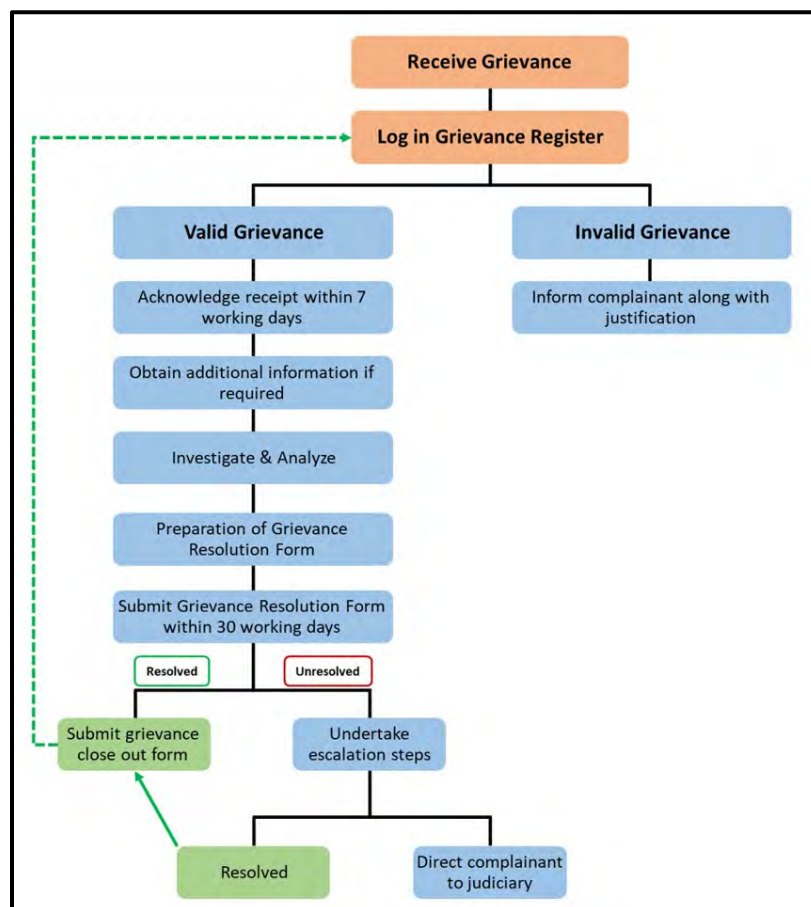 Receive Grievance
Log in Grievance Register
Valid Grievance
Invalid Grievance
Acknowledge receipt within 7
working days
Inform complainant along with
justification
Obtain additional information if
required
Investigate & Analyze
Preparation of Grievance
Resolution Form
Submit Grievance Resolution Form
within 30 working days
Resolved
Unresolved
Submit grievance
close out form
Undertake
escalation steps
Resolved
Direct complainant
to judiciary